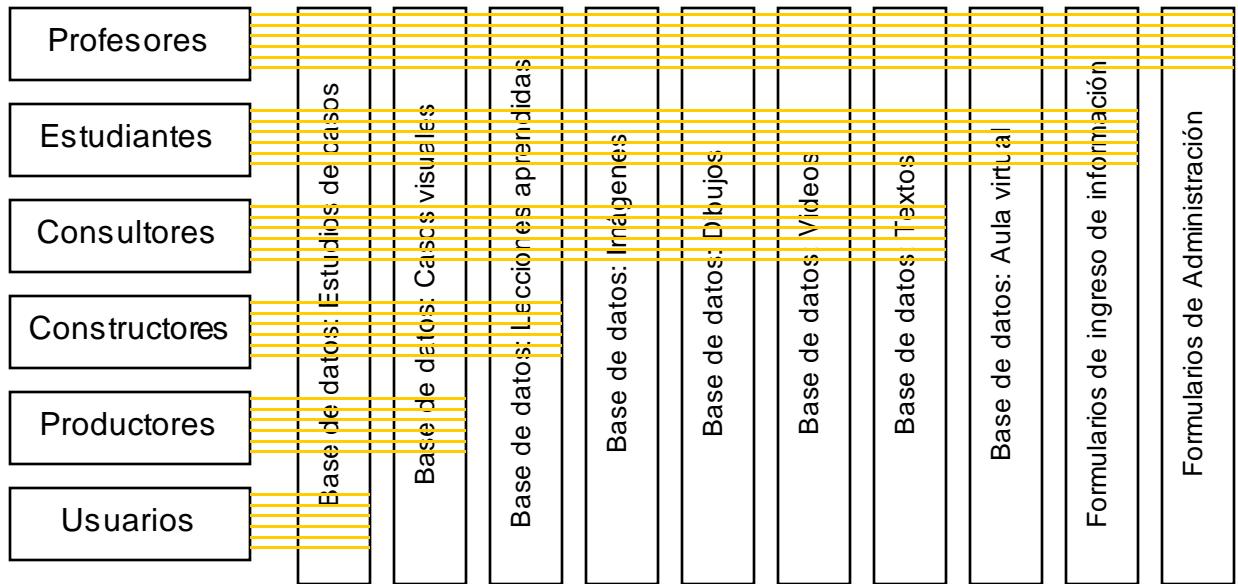 Profesores
Estudiantes
Consultores
Constructores
Productores
Usuarios
Base de datos: Estudios de casos
Base de datos: Casos visuales
Base de datos: Lecciones aprendidas
Base de datos: Imágenes
Base de datos: Dibujos
Base de datos: Videos
Base de datos: Textos
Base de datos: Aula virtual
Formularios de ingreso de información
Formularios de Administración